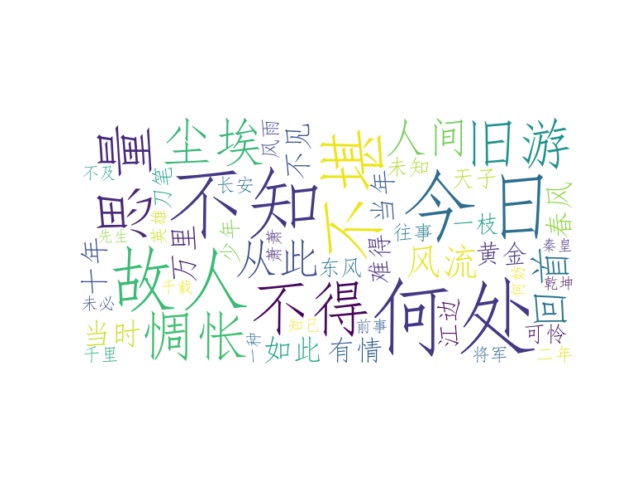 思量
尘埃
风雨
不见
不堪
人间
旧游
不及
刀笔
长安
不知
当年
未知
天子
今日
一枝
春风
先生
英雄
少年
萧萧
十年
万里
从此
东风
难得
往事
风流
黄金
秦皇
回首
乾坤
何妨
千载
故人
不得
何处
江边
未必
当时
惆怅
知己
前事
可怜
千里
一种
如此
有情
将军
二年